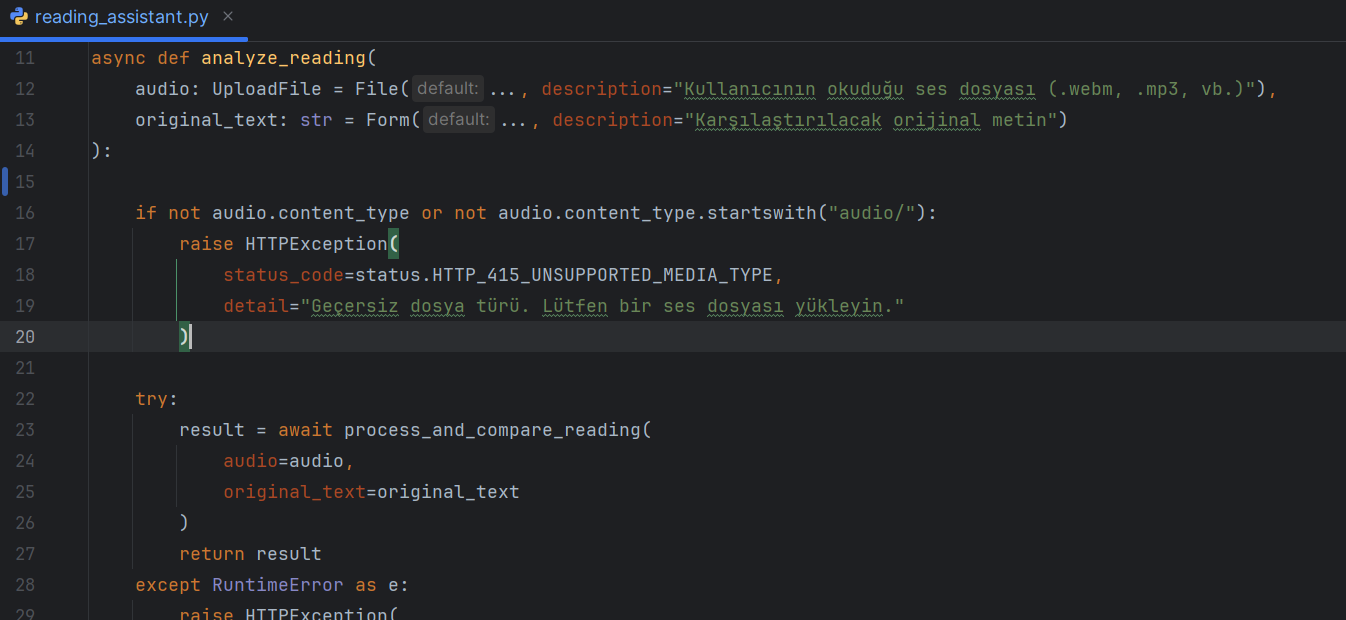 reading_assistant.py ×
11 async def analyze_reading(
12 audio: UploadFile = File( default: ..., description="Kullanıcının okuduğu ses dosyası (.webm, .mp3, vb.)"),
13 original_text: str = Form( default: ..., description="Karşılaştırılacak orijinal metin")
14 ):
15
16 if not audio.content_type or not audio.content_type.startswith("audio/"):
17 raise HTTPException(
18 status_code=status.HTTP_415_UNSUPPORTED_MEDIA_TYPE,
19 detail="Geçersiz dosya türü. Lütfen bir ses dosyası yükleyin."
20 )
21
22 try:
23 result = await process_and_compare_reading(
24 audio=audio,
25 original_text=original_text
26 )
27 return result
28 except RuntimeError as e:
29 raise HTTPException(